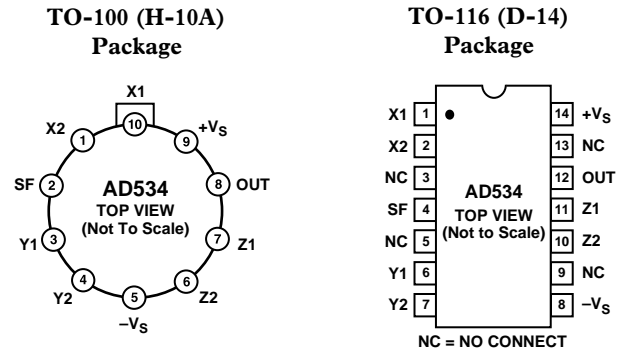 TO-100 (H-10A)
Package
X1
10
X2
1
9
+VS
SF
2
8
OUT
AD534
TOP VIEW
(Not To Scale)
Y1
3
7
Z1
Y2
4
6
Z2
5
−VS
TO-116 (D-14)
Package
X1 1 14 +VS
X2 2 13 NC
NC 3 12 OUT
AD534
TOP VIEW
(Not to Scale)
SF 4 11 Z1
NC 5 10 Z2
Y1 6 9 NC
Y2 7 8 −VS
NC = NO CONNECT